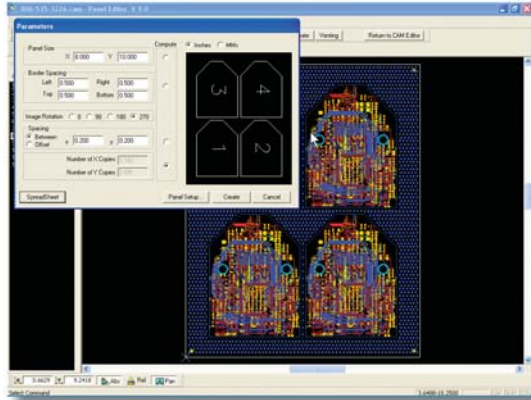 Panel Editor V 5.0
Parameters
Panel Size
X 8.000 Y 10.000
Compute
Inches MMs
Border Spacing
Left 0.500 Right 0.500
Top 0.500 Bottom 0.500
Image Rotation 0 90 180 270
Spacing
Between
Offset
x 0.200 y 0.200
Number of X Copies
Number of Y Copies
SpreadSheet
Panel Setup... Create Cancel
Venting Return to CAM Editor
3 4
1 2
X 3.6629 Y 9.2418 Abs Rel Pan
Select Command